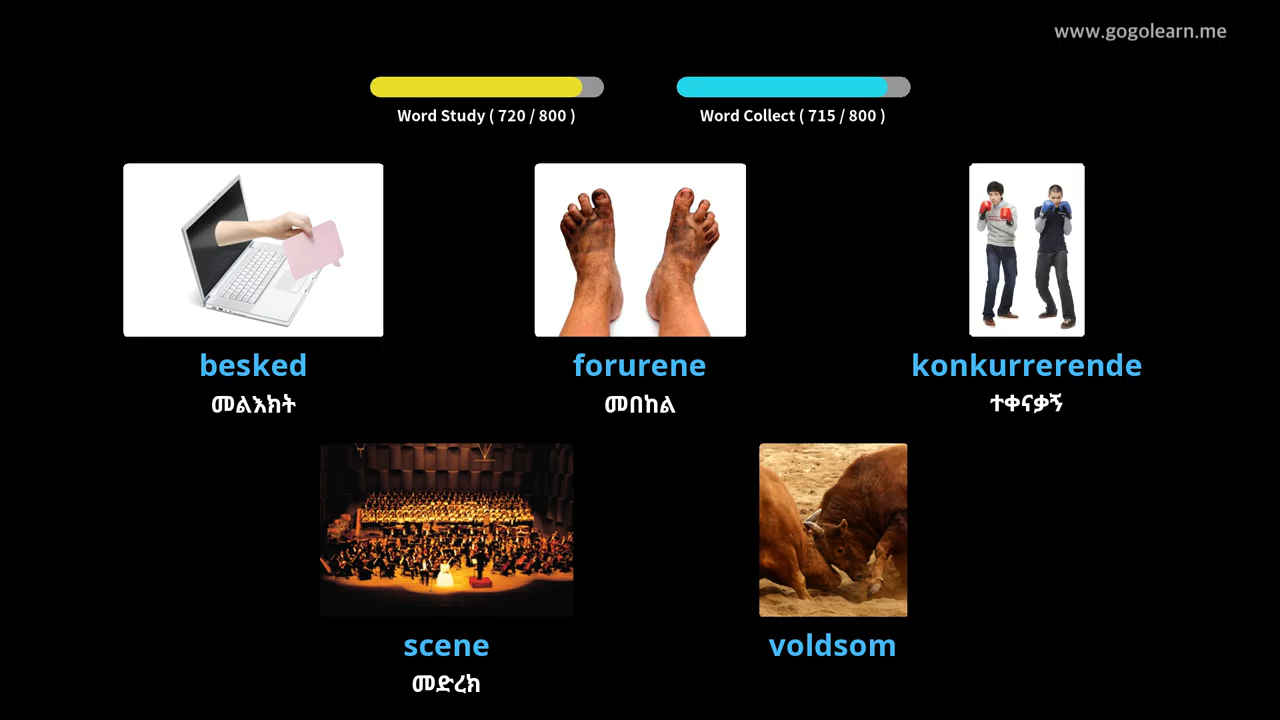 www.gogolearn.me
Word Study ( 720 / 800 )
Word Collect ( 715 / 800 )
besked
መልእክት
forurene
መበከል
konkurrerende
ተቀናቃኝ
scene
መድረክ
voldsom